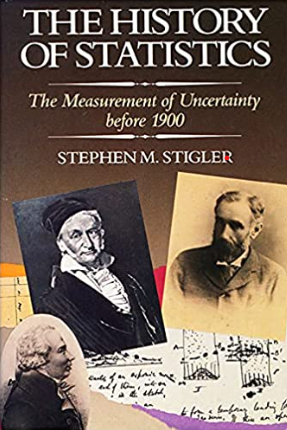 THE HISTORY
OF STATISTICS
The Measurement of Uncertainty
before 1900
STEPHEN M. STIGLER